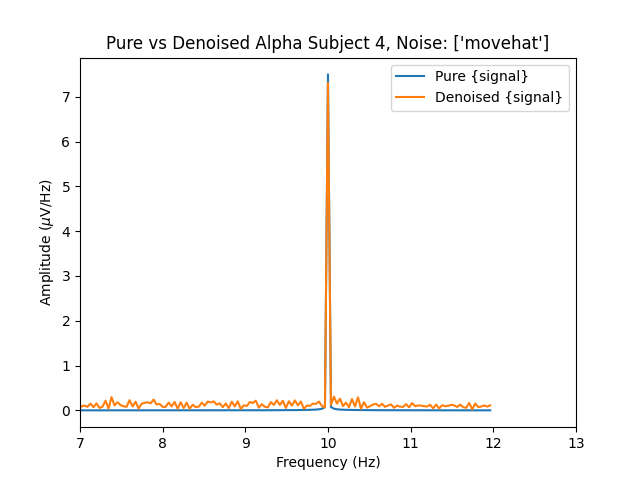 Pure vs Denoised Alpha Subject 4, Noise: ['movehat']
Pure {signal}
Denoised {signal}
Amplitude (μV/Hz)
7
6
5
4
3
2
1
0
7 8 9 10 11 12 13
Frequency (Hz)